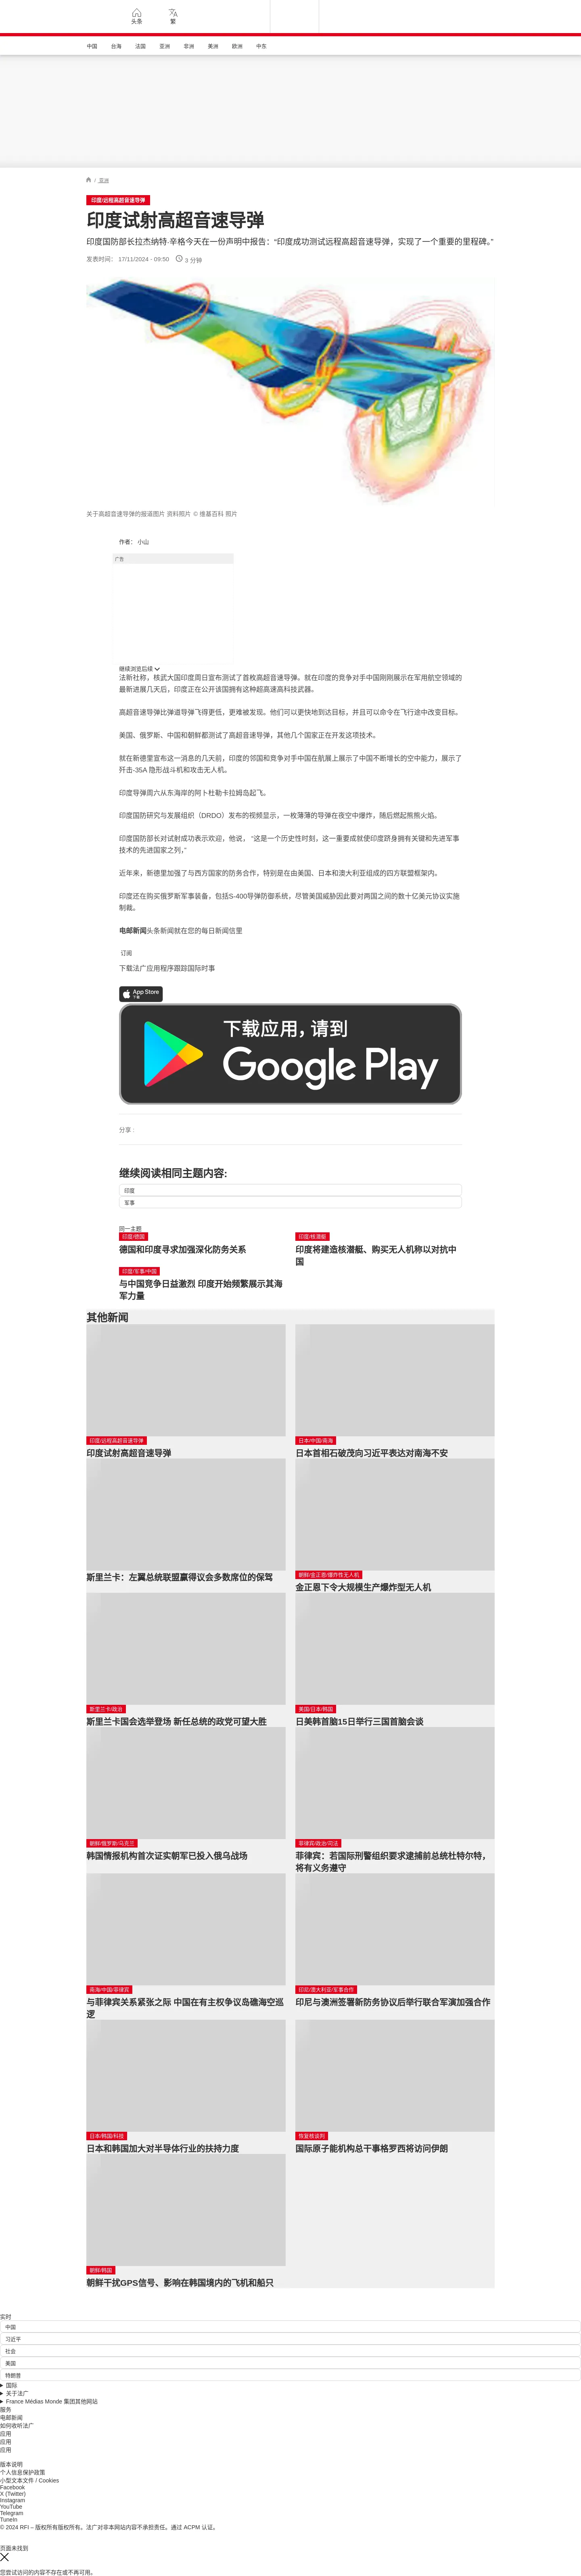 头条
繁
中国
台海
法国
亚洲
非洲
美洲
欧洲
中东
/ 亚洲
印度/远程高超音速导弹
印度试射高超音速导弹
印度国防部长拉杰纳特·辛格今天在一份声明中报告：“印度成功测试远程高超音速导弹，实现了一个重要的里程碑。”
发表时间： 17/11/2024 - 09:50
3 分钟
关于高超音速导弹的报道图片 资料照片 © 维基百科 照片
作者： 小山
广告
继续浏览后续
法新社称，核武大国印度周日宣布测试了首枚高超音速导弹。就在印度的竞争对手中国刚刚展示在军用航空领域的
最新进展几天后，印度正在公开该国拥有这种超高速高科技武器。
高超音速导弹比弹道导弹飞得更低，更难被发现。他们可以更快地到达目标，并且可以命令在飞行途中改变目标。
美国、俄罗斯、中国和朝鲜都测试了高超音速导弹，其他几个国家正在开发这项技术。
就在新德里宣布这一消息的几天前，印度的邻国和竞争对手中国在航展上展示了中国不断增长的空中能力，展示了
歼击-35A 隐形战斗机和攻击无人机。
印度导弹周六从东海岸的阿卜杜勒卡拉姆岛起飞。
印度国防研究与发展组织（DRDO）发布的视频显示，一枚薄薄的导弹在夜空中爆炸，随后燃起熊熊火焰。
印度国防部长对试射成功表示欢迎，他说， “这是一个历史性时刻，这一重要成就使印度跻身拥有关键和先进军事
技术的先进国家之列，”
近年来，新德里加强了与西方国家的防务合作，特别是在由美国、日本和澳大利亚组成的四方联盟框架内。
印度还在购买俄罗斯军事装备，包括S-400导弹防御系统，尽管美国威胁因此要对两国之间的数十亿美元协议实施
制裁。
电邮新闻头条新闻就在您的每日新闻信里
订阅
下载法广应用程序跟踪国际时事
App Store
下载
下载应用，请到
Google Play
分享 :
继续阅读相同主题内容:
印度
军事
同一主题
印度/德国
德国和印度寻求加强深化防务关系
印度/核潜艇
印度将建造核潜艇、购买无人机称以对抗中
国
印度/军事/中国
与中国竞争日益激烈 印度开始频繁展示其海
军力量
其他新闻
印度/远程高超音速导弹
印度试射高超音速导弹
日本/中国/南海
日本首相石破茂向习近平表达对南海不安
斯里兰卡：左翼总统联盟赢得议会多数席位的保驾
朝鲜/金正恩/爆炸性无人机
金正恩下令大规模生产爆炸型无人机
斯里兰卡/政治
斯里兰卡国会选举登场 新任总统的政党可望大胜
美国/日本/韩国
日美韩首脑15日举行三国首脑会谈
朝鲜/俄罗斯/乌克兰
韩国情报机构首次证实朝军已投入俄乌战场
菲律宾/政治/司法
菲律宾：若国际刑警组织要求逮捕前总统杜特尔特，
将有义务遵守
南海/中国/菲律宾
与菲律宾关系紧张之际 中国在有主权争议岛礁海空巡
逻
印尼/澳大利亚/军事合作
印尼与澳洲签署新防务协议后举行联合军演加强合作
日本/韩国/科技
日本和韩国加大对半导体行业的扶持力度
恢复核谈判
国际原子能机构总干事格罗西将访问伊朗
朝鲜/韩国
朝鲜干扰GPS信号、影响在韩国境内的飞机和船只
实时
中国
习近平
社会
美国
特朗普
国际
关于法广
France Médias Monde 集团其他网站
服务
电邮新闻
如何收听法广
应用
应用
应用
版本说明
个人信息保护政策
小型文本文件 / Cookies
Facebook
X (Twitter)
Instagram
YouTube
Telegram
TuneIn
© 2024 RFI – 版权所有版权所有。法广对非本网站内容不承担责任。通过 ACPM 认证。
页面未找到
您尝试访问的内容不存在或不再可用。